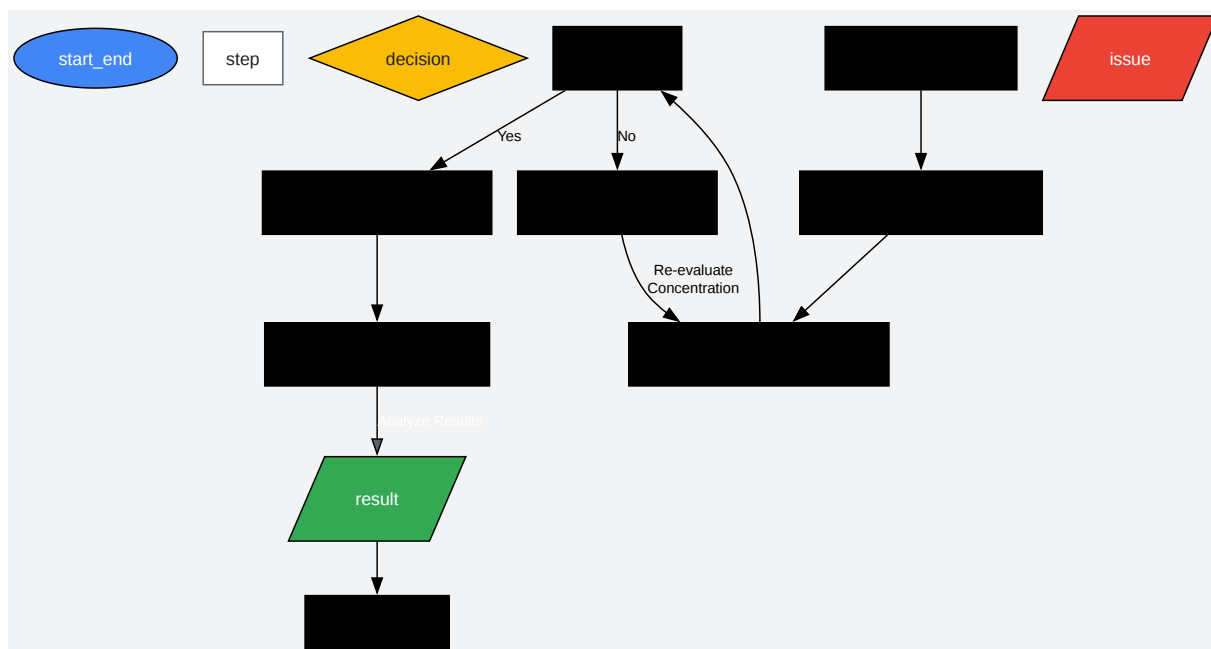 start_end
step
decision
issue
Yes
No
Re-evaluate
Concentration
Analyze Results
result